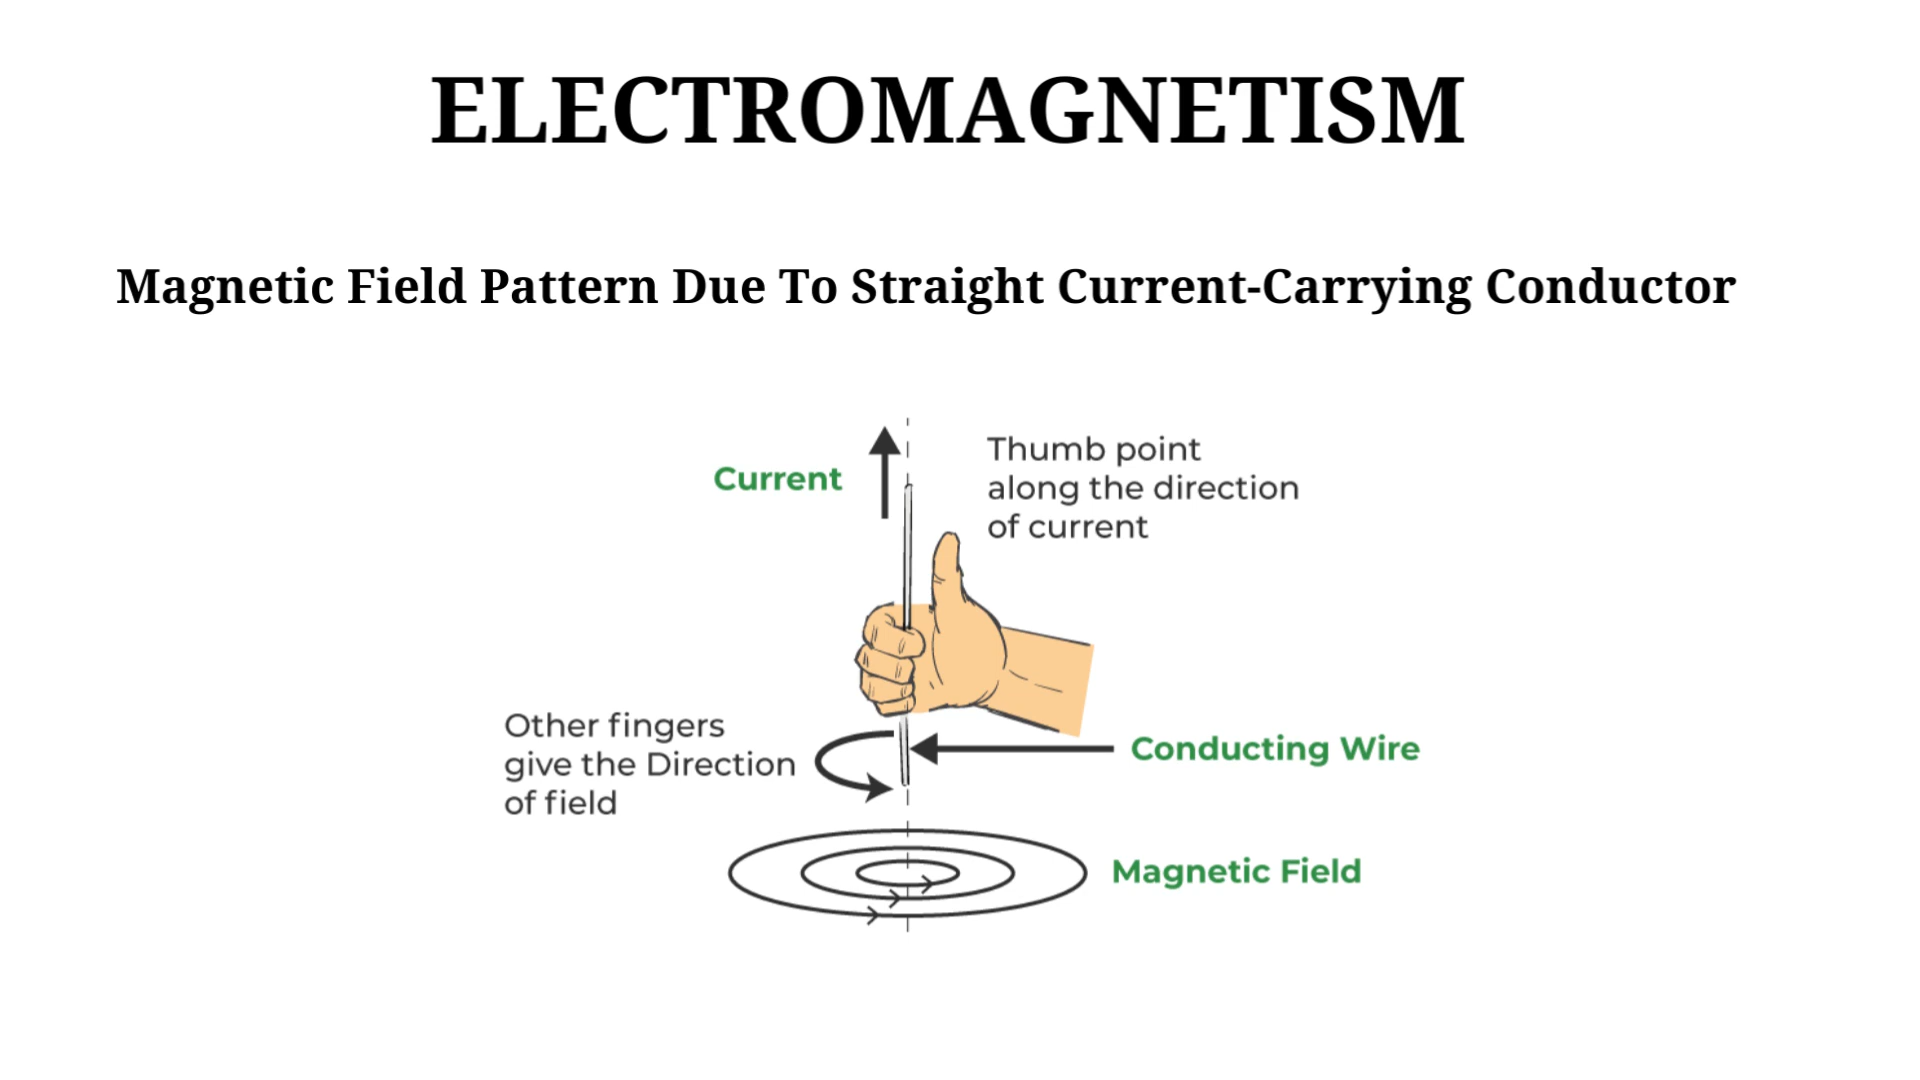 ELECTROMAGNETISM
Magnetic Field Pattern Due To Straight Current-Carrying Conductor
Current
Thumb point
along the direction
of current
Other fingers
give the Direction
of field
Conducting Wire
Magnetic Field